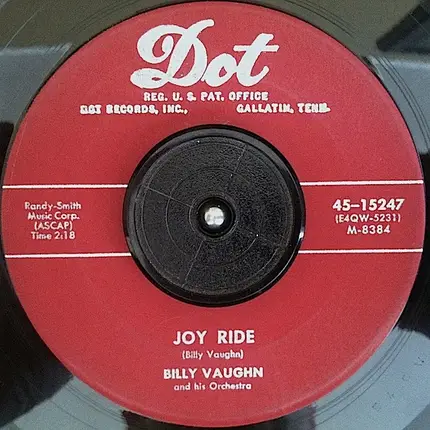 Dot
REG. U. S. PAT. OFFICE
DOT RECORDS, INC., GALLATIN, TENN.
Randy-Smith
Music Corp.
(ASCAP)
Time 2:18
45-15247
(E4QW-5231)
M-8384
JOY RIDE
(Billy Vaughn)
BILLY VAUGHN
and his Orchestra